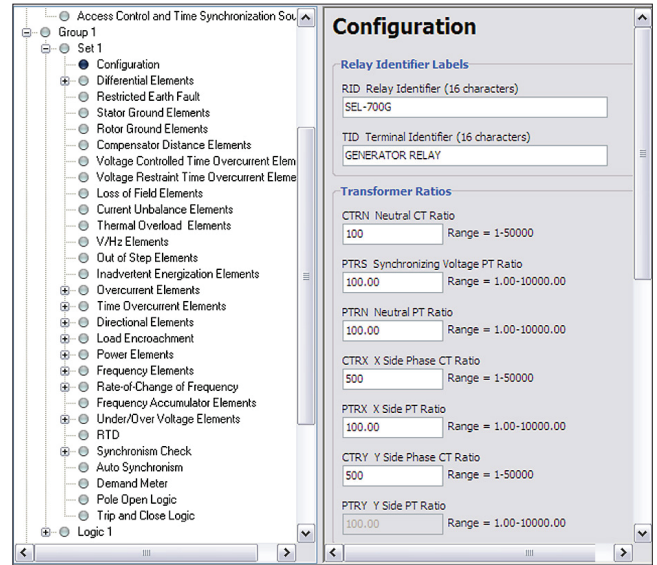 Access Control and Time Synchronization Sou
Group 1
Set 1
Configuration
Differential Elements
Restricted Earth Fault
Stator Ground Elements
Rotor Ground Elements
Compensator Distance Elements
Voltage Controlled Time Overcurrent Elem
Voltage Restraint Time Overcurrent Eleme
Loss of Field Elements
Current Unbalance Elements
Thermal Overload Elements
V/Hz Elements
Out of Step Elements
Inadvertent Energization Elements
Overcurrent Elements
Time Overcurrent Elements
Directional Elements
Load Encroachment
Power Elements
Frequency Elements
Rate-of-Change of Frequency
Frequency Accumulator Elements
Under/Over Voltage Elements
RTD
Synchronism Check
Auto Synchronism
Demand Meter
Pole Open Logic
Trip and Close Logic
Logic 1
Configuration
Relay Identifier Labels
RID Relay Identifier (16 characters)
SEL-700G
TID Terminal Identifier (16 characters)
GENERATOR RELAY
Transformer Ratios
CTRN Neutral CT Ratio
100 Range = 1-50000
PTRS Synchronizing Voltage PT Ratio
100.00 Range = 1.00-10000.00
PTRN Neutral PT Ratio
100.00 Range = 1.00-10000.00
CTRX X Side Phase CT Ratio
500 Range = 1-50000
PTRX X Side PT Ratio
100.00 Range = 1.00-10000.00
CTRY Y Side Phase CT Ratio
500 Range = 1-50000
PTRY Y Side PT Ratio
100.00 Range = 1.00-10000.00